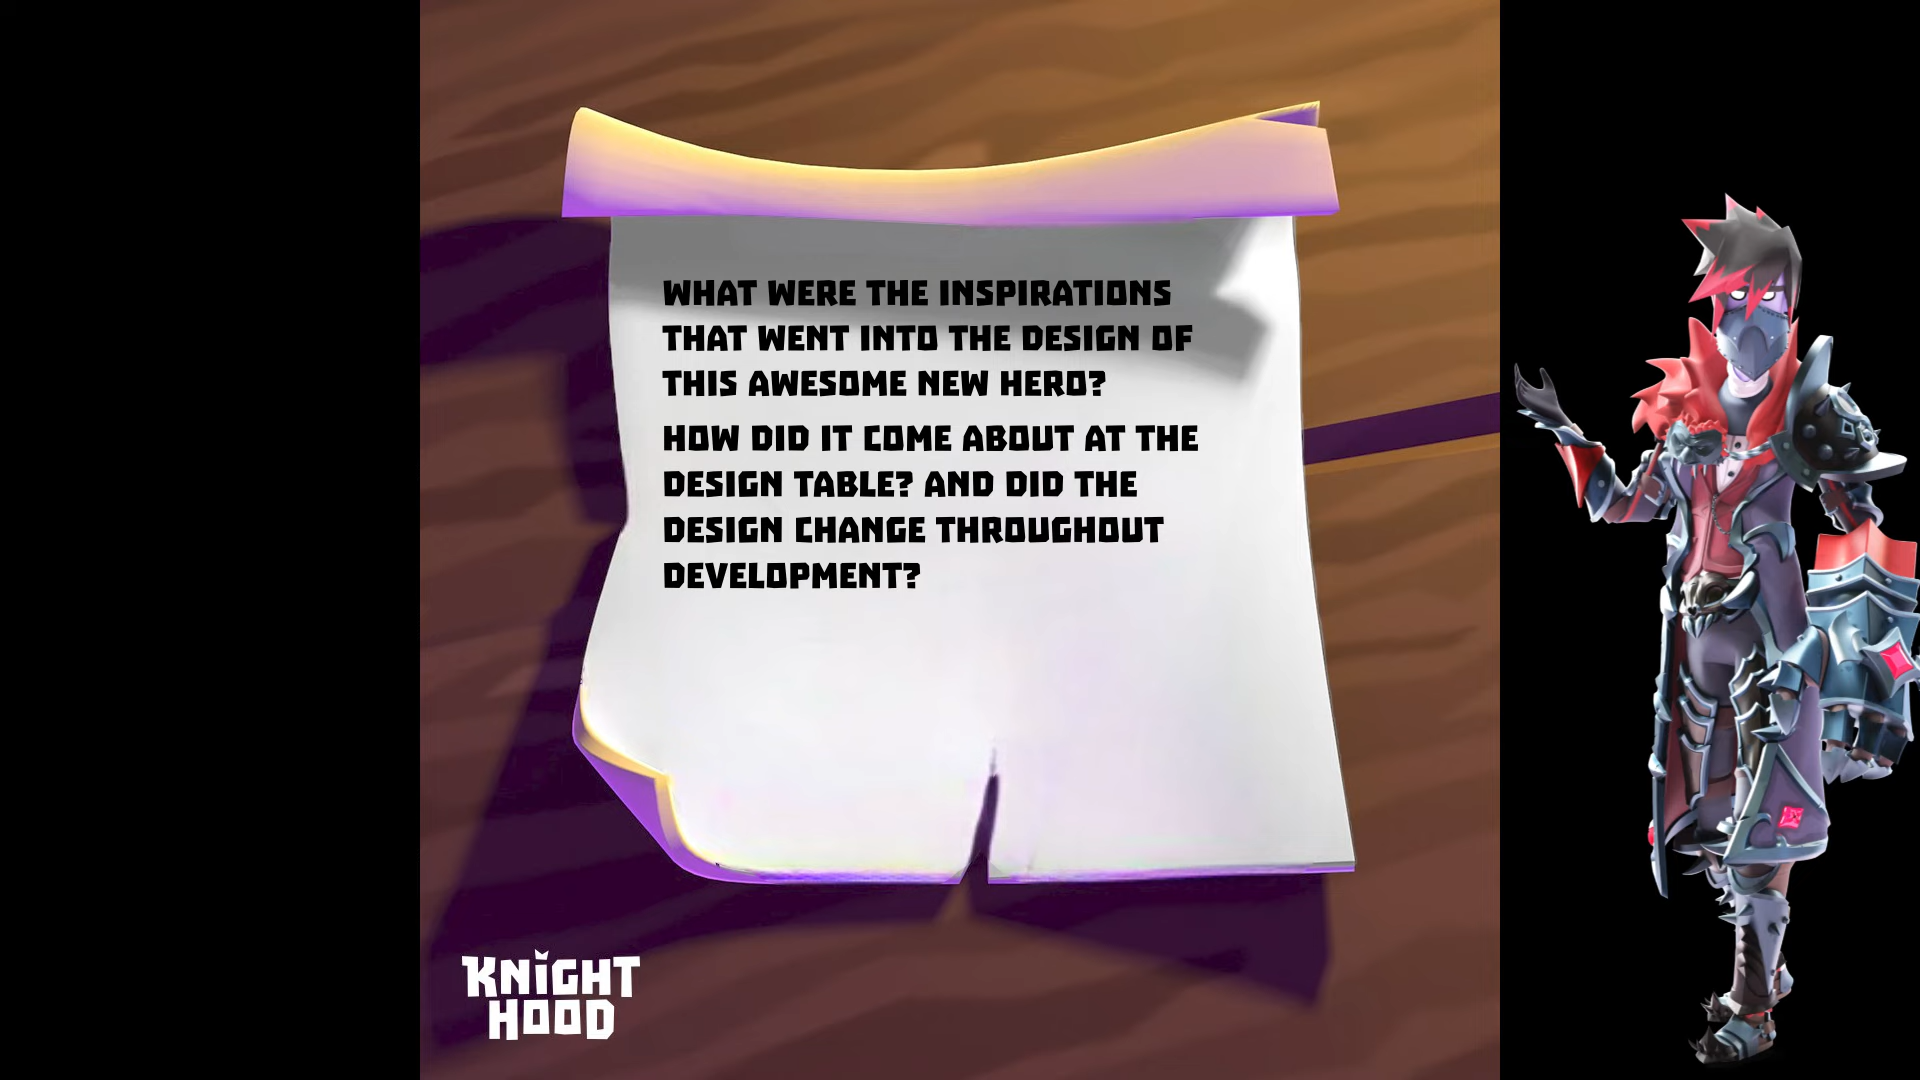 WHAT WERE THE INSPIRATIONS
THAT WENT INTO THE DESIGN OF
THIS AWESOME NEW HERO?
HOW DID IT COME ABOUT AT THE
DESIGN TABLE? AND DID THE
DESIGN CHANGE THROUGHOUT
DEVELOPMENT?
KNIGHT
HOOD